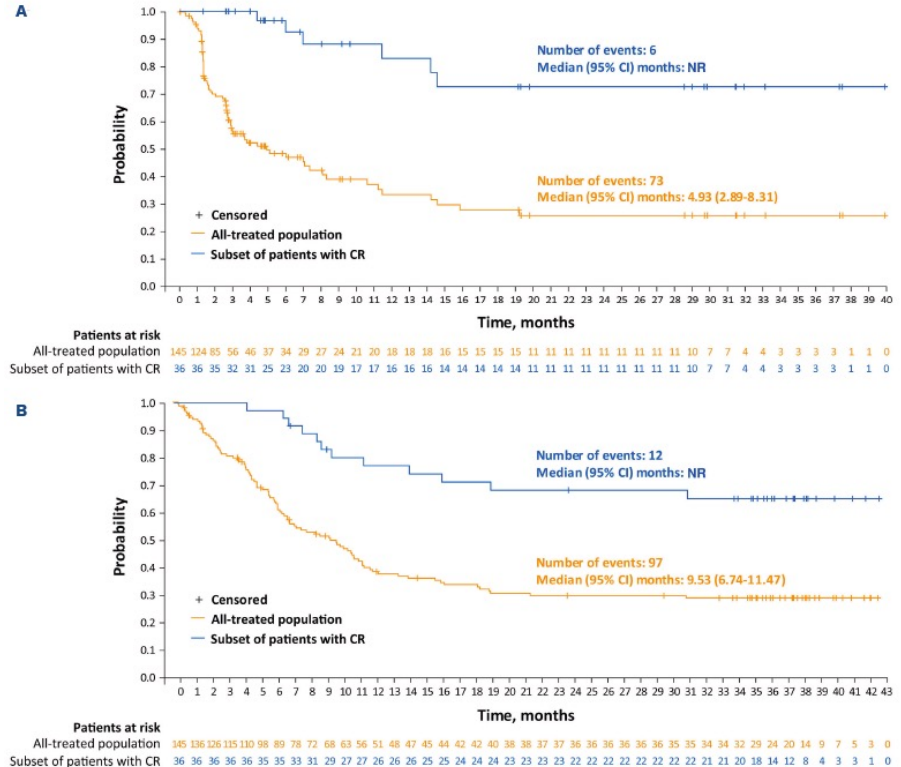 A
Probability
1.0
0.9
0.8
0.7
0.6
0.5
0.4
0.3
0.2
0.1
0.0
Number of events: 6
Median (95% CI) months: NR
Number of events: 73
Median (95% CI) months: 4.93 (2.89-8.31)
Censored
All-treated population
Subset of patients with CR
0 1 2 3 4 5 6 7 8 9 10 11 12 13 14 15 16 17 18 19 20 21 22 23 24 25 26 27 28 29 30 31 32 33 34 35 36 37 38 39 40
Time, months
Patients at risk
All-treated population 145 124 85 56 46 37 34 29 27 24 21 20 18 18 18 16 15 15 15 15 11 11 11 11 11 11 11 11 11 10 7 7 4 4 3 3 3 3 1 1 0
Subset of patients with CR 36 36 35 32 31 25 23 20 20 19 17 17 16 16 16 14 14 14 14 14 11 11 11 11 11 11 11 11 11 10 7 7 4 4 3 3 3 3 1 1 0
B
Probability
1.0
0.9
0.8
0.7
0.6
0.5
0.4
0.3
0.2
0.1
0.0
Number of events: 12
Median (95% CI) months: NR
Number of events: 97
Median (95% CI) months: 9.53 (6.74-11.47)
Censored
All-treated population
Subset of patients with CR
0 1 2 3 4 5 6 7 8 9 10 11 12 13 14 15 16 17 18 19 20 21 22 23 24 25 26 27 28 29 30 31 32 33 34 35 36 37 38 39 40 41 42 43
Time, months
Patients at risk
All-treated population 145 136 126 115 110 98 89 78 72 68 63 56 51 48 47 45 44 42 42 40 38 38 37 37 36 36 36 36 36 36 35 35 34 34 32 29 24 20 14 9 7 5 3 0
Subset of patients with CR 36 36 36 36 36 35 35 33 31 29 27 27 26 26 26 25 25 24 24 24 23 23 23 23 22 22 22 22 22 22 22 22 21 21 20 18 14 12 8 4 3 3 1 0